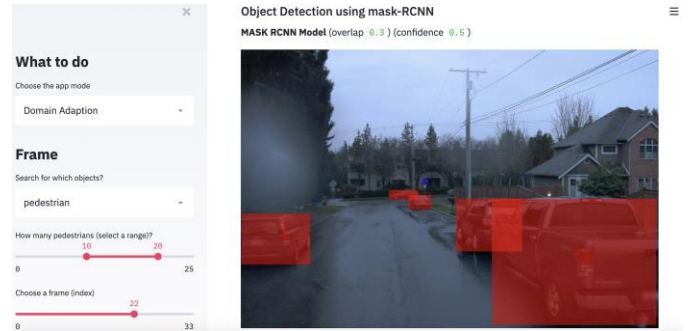 ×
What to do
Choose the app mode
Domain Adaption
Frame
Search for which objects?
pedestrian
How many pedestrians (select a range)?
10 20
0 25
Choose a frame (index)
22
0 33
Object Detection using mask-RCNN
MASK RCNN Model (overlap 0.3 ) (confidence 0.5 )